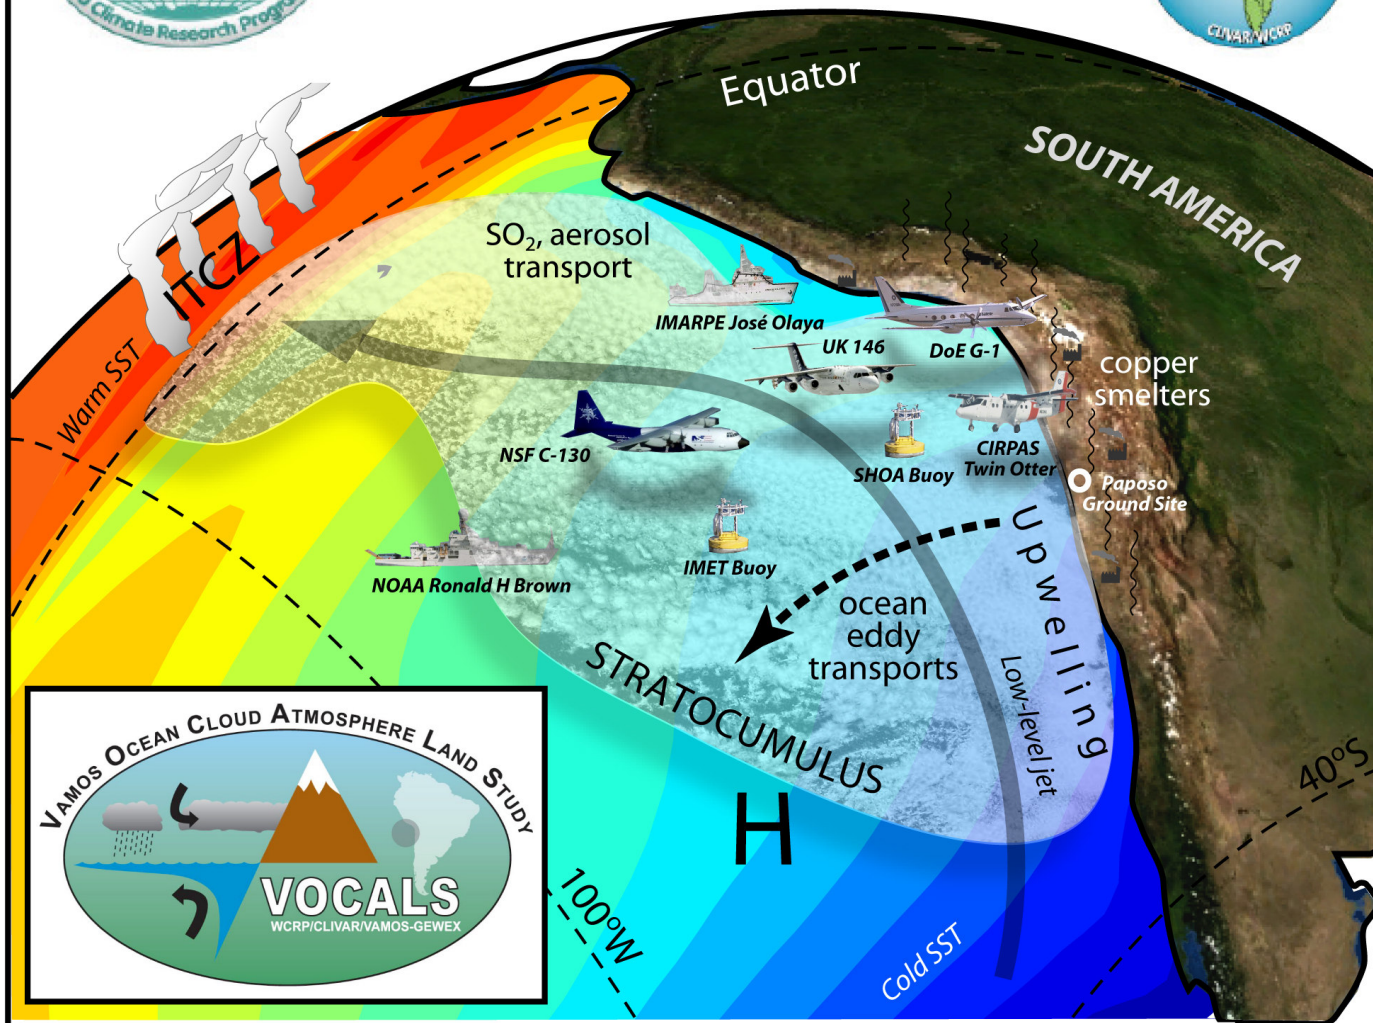 Climate Research Progr
CLIVAR/WCRP
Equator
SOUTH AMERICA
ITCZ
Warm SST
SO₂, aerosol
transport
IMARPE José Olaya
UK 146
DoE G-1
copper
smelters
NSF C-130
SHOA Buoy
CIRPAS
Twin Otter
Paposo
Ground Site
IMET Buoy
NOAA Ronald H Brown
Upwelling
ocean
eddy
transports
Low-level jet
STRATOCUMULUS
H
40°S
100°W
Cold SST
VAMOS OCEAN CLOUD ATMOSPHERE LAND STUDY
VOCALS
WCRP/CLIVAR/VAMOS-GEWEX